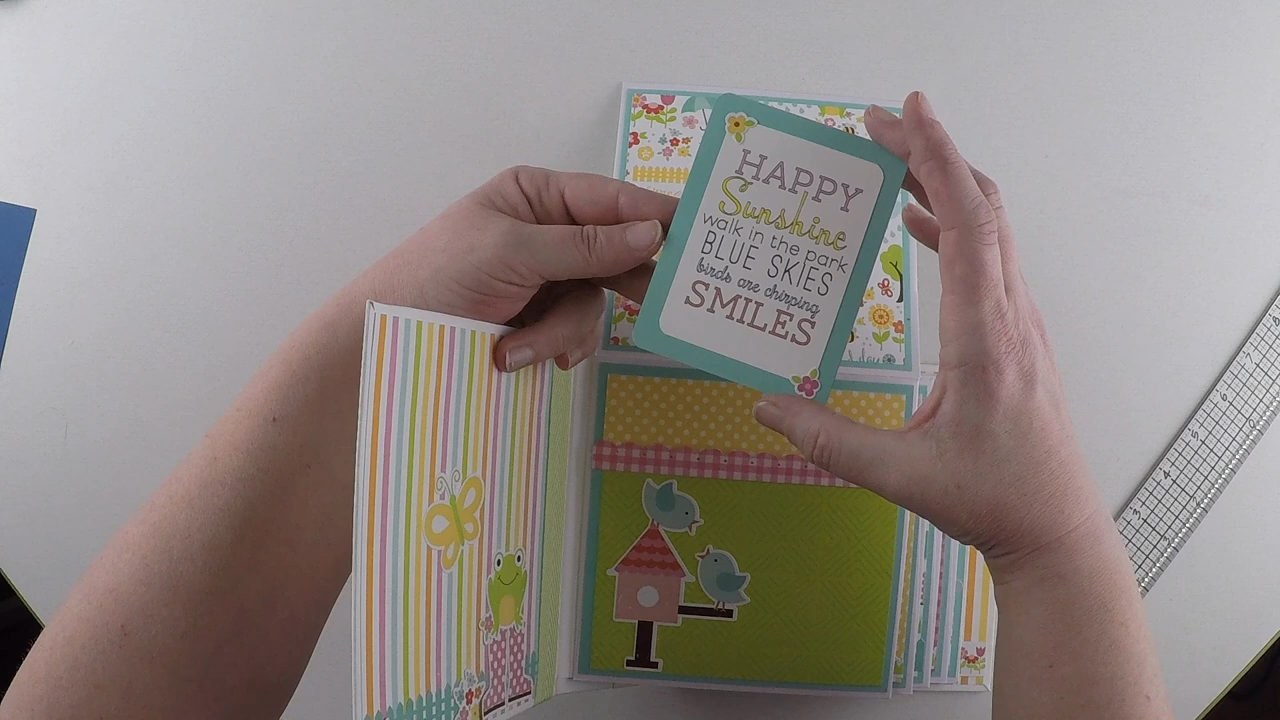 HAPPY
Sunshine
walk in the park
BLUE SKIES
birds are chirping
SMILES